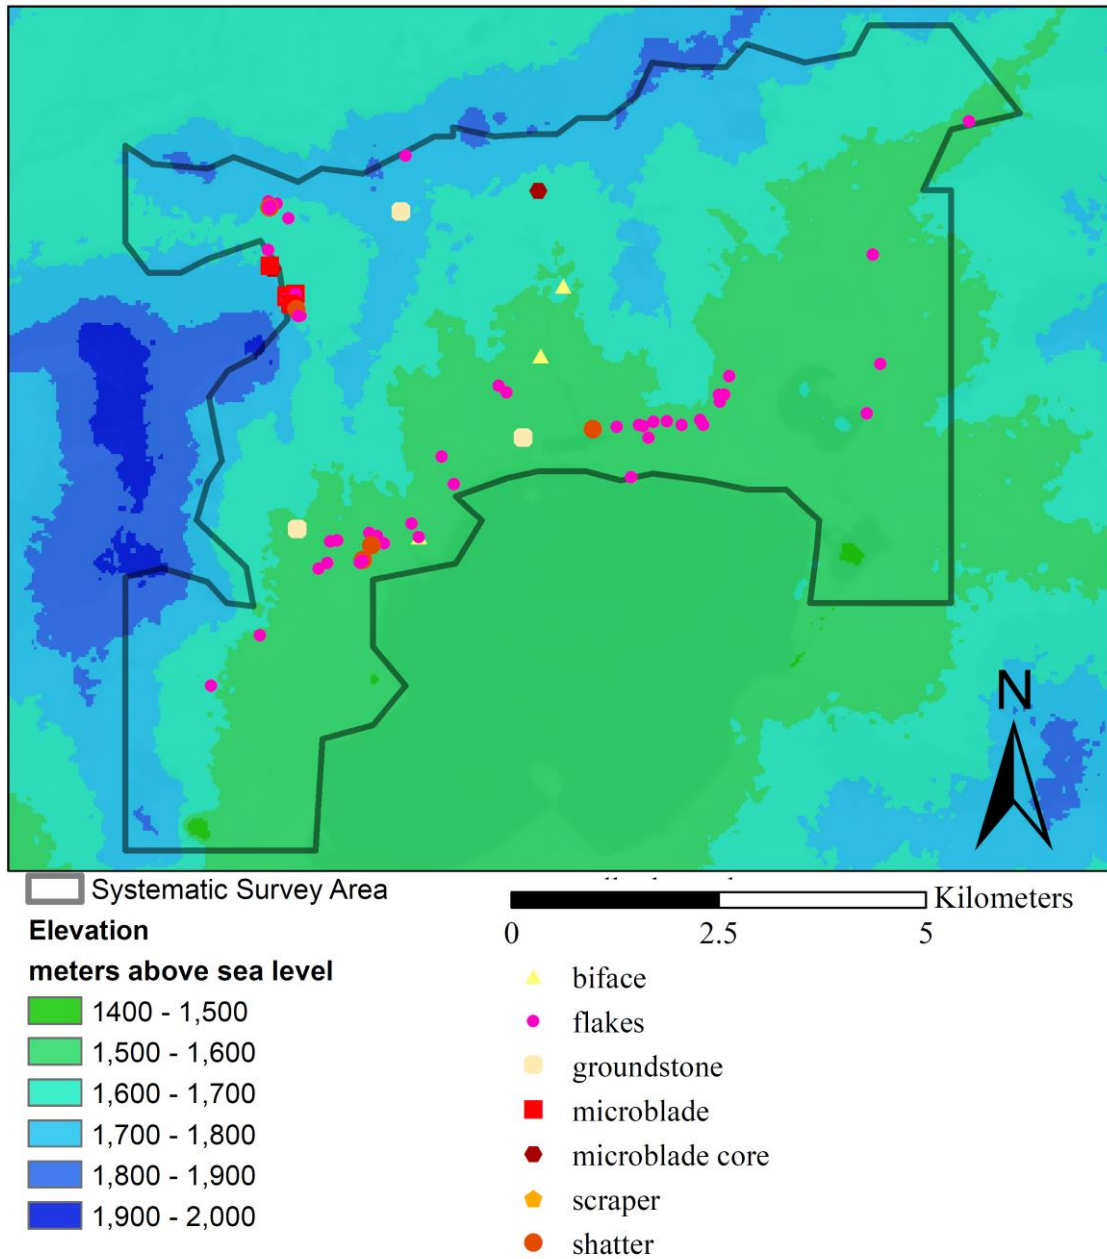 N
Systematic Survey Area
Kilometers
0 2.5 5
Elevation
meters above sea level
1400 - 1,500
1,500 - 1,600
1,600 - 1,700
1,700 - 1,800
1,800 - 1,900
1,900 - 2,000
biface
flakes
groundstone
microblade
microblade core
scraper
shatter